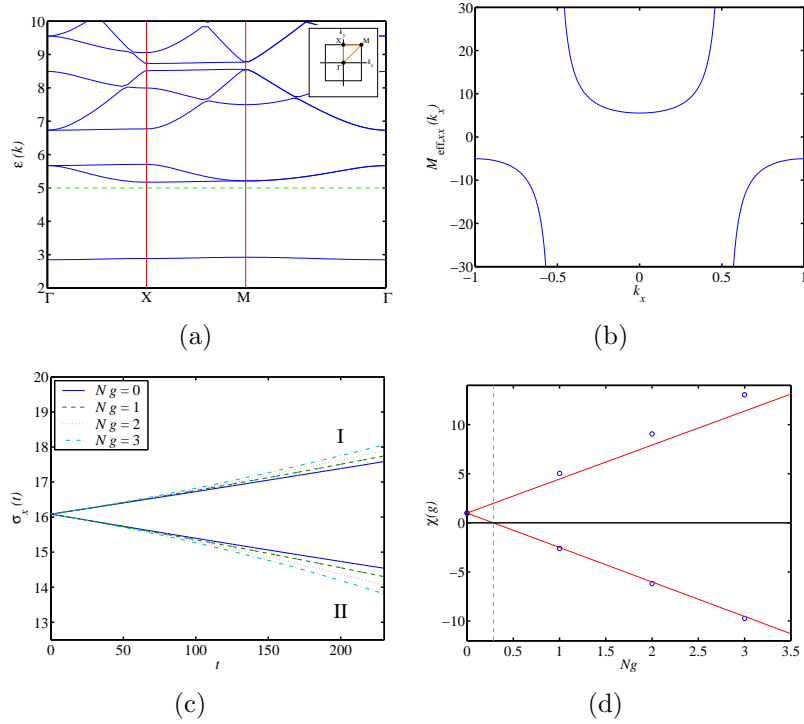 10
9
8
7
6
5
4
3
2
ε (k)
Γ X M Γ
k_y
X M
Γ k_x
(a)
30
20
10
0
−10
−20
−30
M_eff,xx (k_x)
−1 −0.5 0 0.5 1
k_x
(b)
20
19
18
17
16
15
14
13
σ_x (t)
N g = 0
N g = 1
N g = 2
N g = 3
I
II
0 50 100 150 200
t
(c)
10
5
0
−5
−10
χ(g)
0 0.5 1 1.5 2 2.5 3 3.5
Ng
(d)